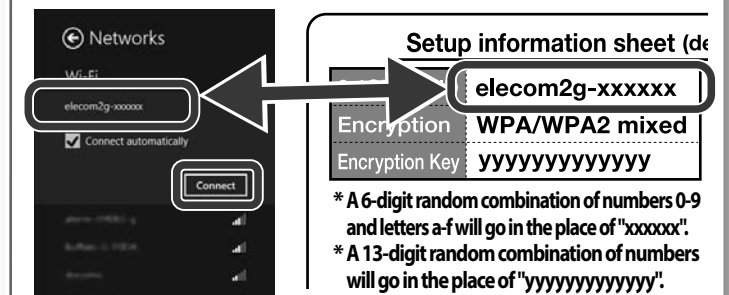 Networks
Wi-Fi
elecom2g-xxxxxx
Connect automatically
Connect
Setup information sheet (de
elecom2g-xxxxxx
Encryption WPA/WPA2 mixed
Encryption Key yyyyyyyyyyyyy
* A 6-digit random combination of numbers 0-9
and letters a-f will go in the place of "xxxxxx".
* A 13-digit random combination of numbers
will go in the place of "yyyyyyyyyyyyy".